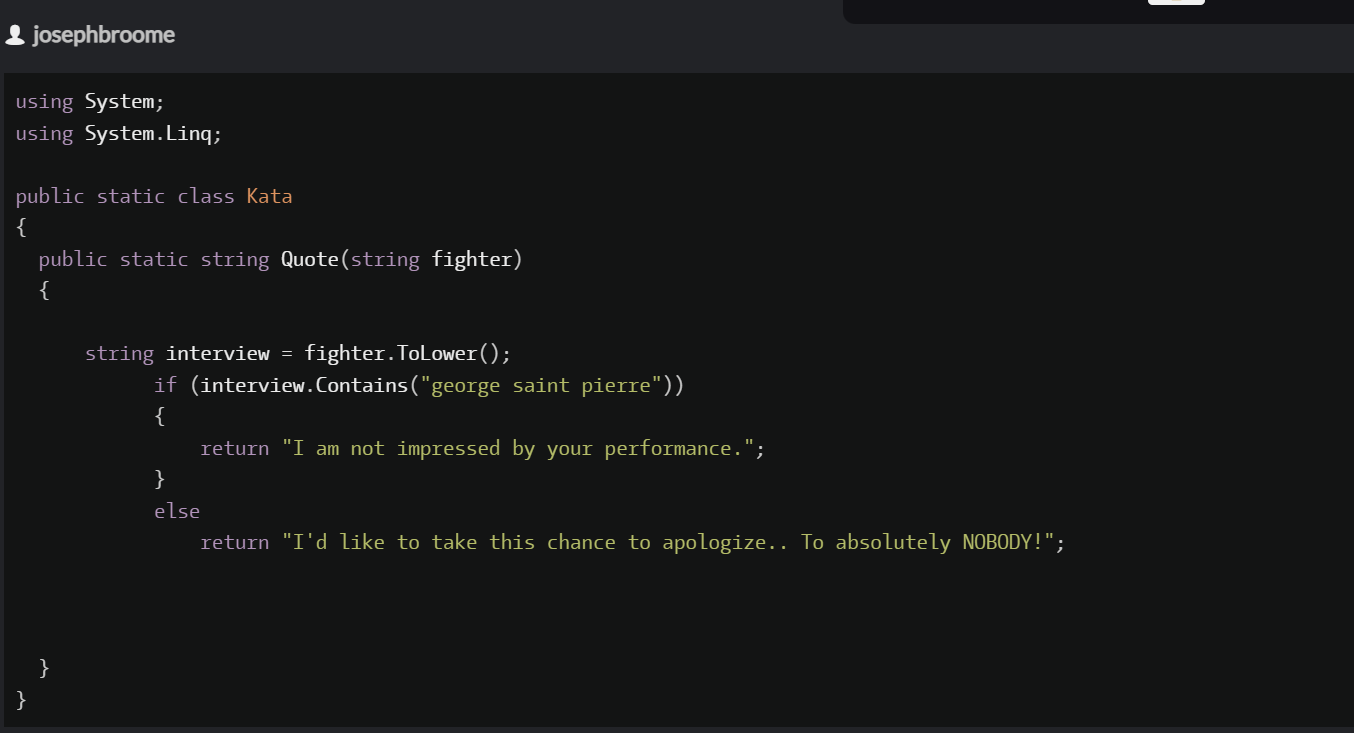 josephbroome
using System;
using System.Linq;
public static class Kata
{
public static string Quote(string fighter)
{
string interview = fighter.ToLower();
if (interview.Contains("george saint pierre"))
{
return "I am not impressed by your performance.";
}
else
return "I'd like to take this chance to apologize.. To absolutely NOBODY!";
}
}